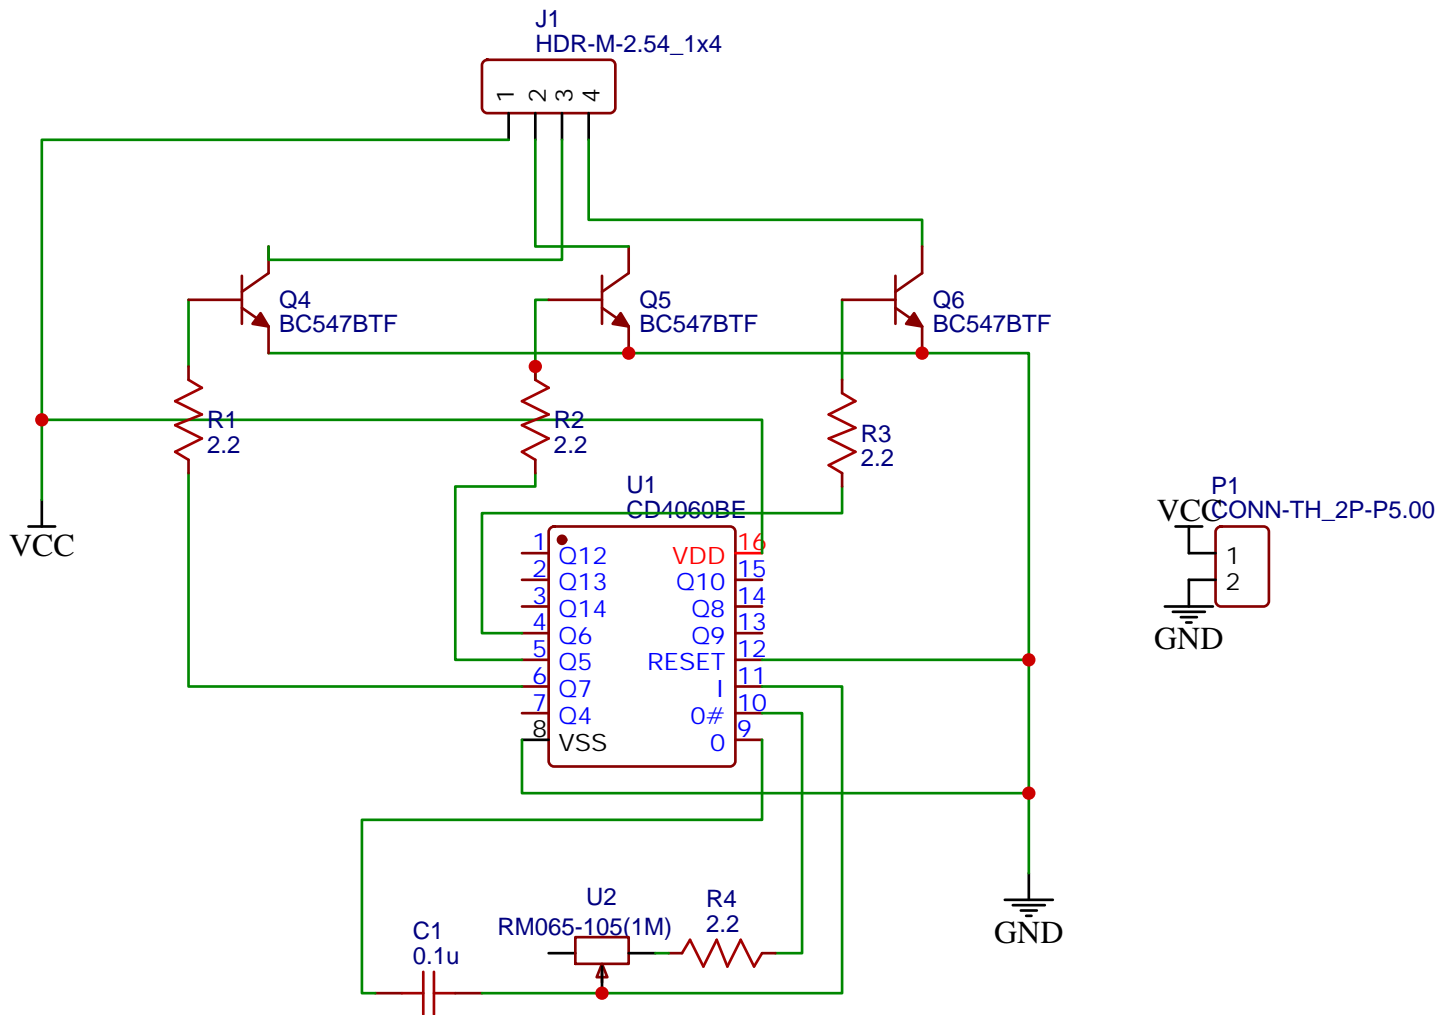 J1
HDR-M-2.54_1x4
1
2
3
4
Q4
BC547BTF
Q5
BC547BTF
Q6
BC547BTF
R1
2.2
R2
2.2
R3
2.2
VCC
U1
CD4060BE
1
Q12
2
Q13
3
Q14
4
Q6
5
Q5
6
Q7
7
Q4
8
VSS
VDD
16
Q10
15
Q8
14
Q9
13
RESET
12
I
11
0#
10
0
9
P1
VCC
CONN-TH_2P-P5.00
1
2
GND
U2
RM065-105(1M)
R4
2.2
C1
0.1u
GND